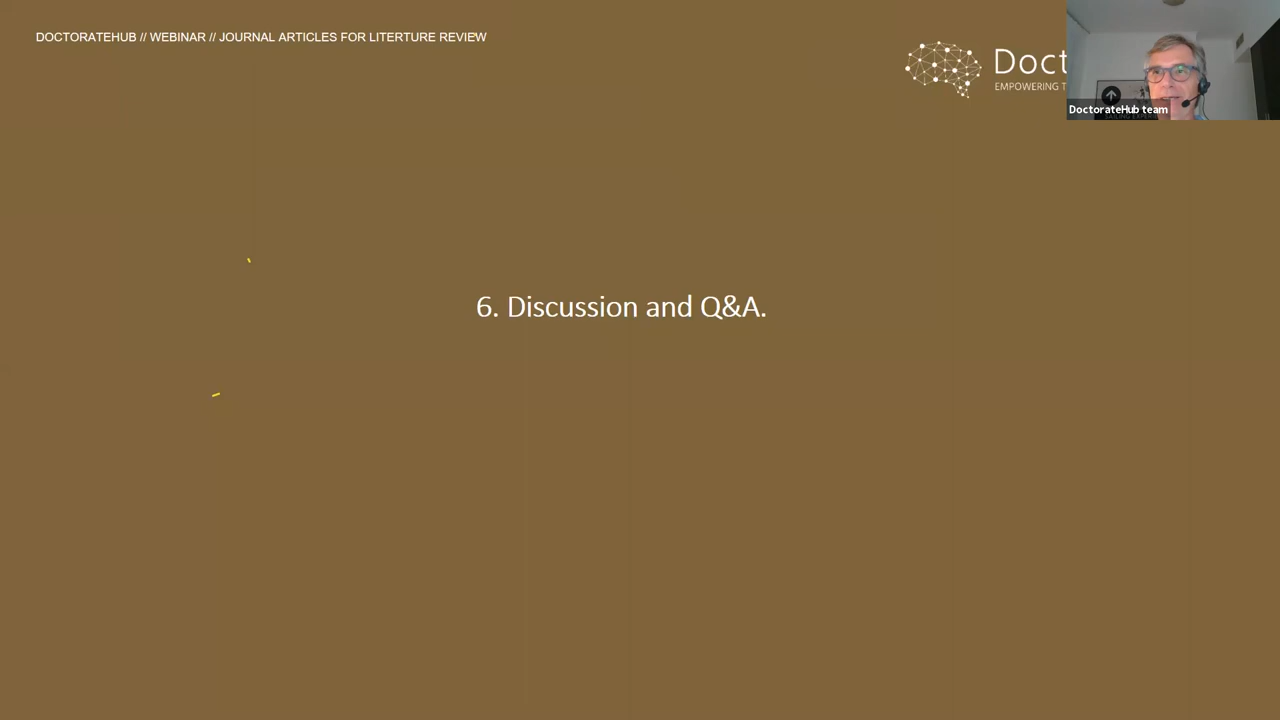 DOCTORATEHUB // WEBINAR // JOURNAL ARTICLES FOR LITERTURE REVIEW
Doct
EMPOWERING T
DoctorateHub team
6. Discussion and Q&A.